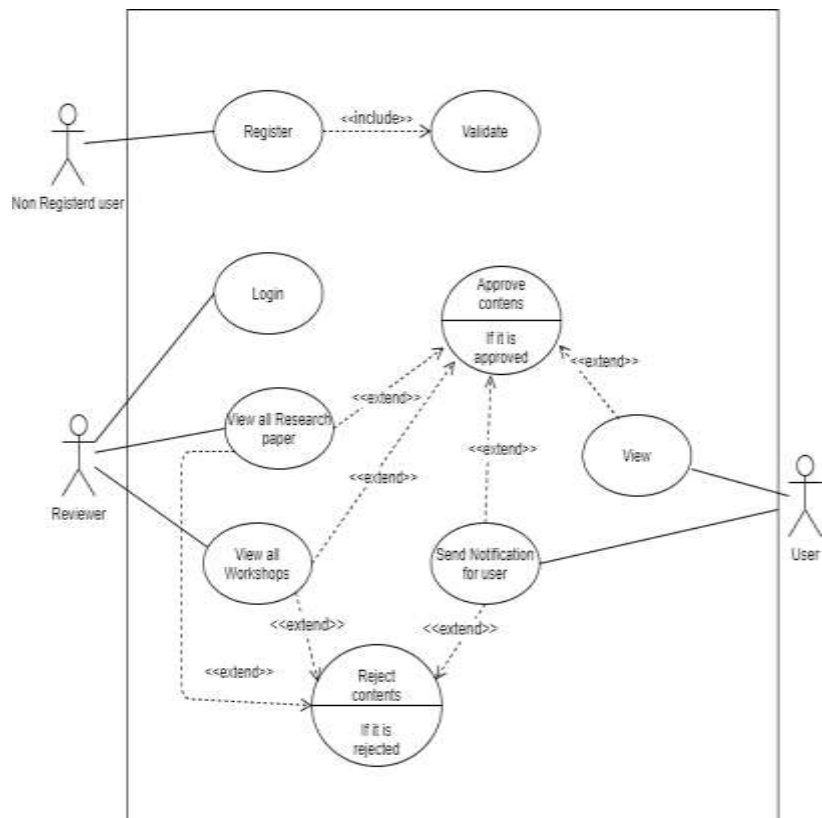 Register
<<include>>
Validate
Non Registerd user
Login
Approve
contens
If it is
approved
<<extend>>
<<extend>>
View all Research
paper
<<extend>>
<<extend>>
View
Reviewer
User
View all
Workshops
Send Notification
for user
<<extend>>
<<extend>>
<<extend>>
Reject
contents
If it is
rejected